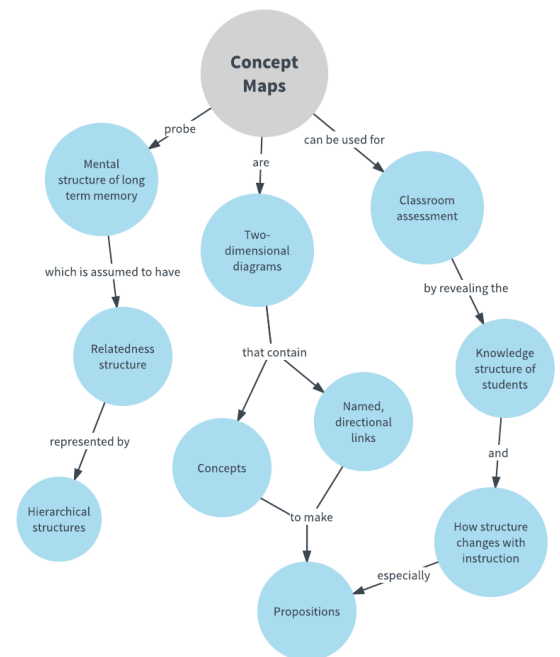 Concept
Maps
probe
are
can be used for
Mental
structure of long
term memory
Two-
dimensional
diagrams
Classroom
assessment
which is assumed to have
by revealing the
Relatedness
structure
that contain
Knowledge
structure of
students
Named,
directional
links
represented by
Concepts
and
Hierarchical
structures
to make
How structure
changes with
instruction
especially
Propositions